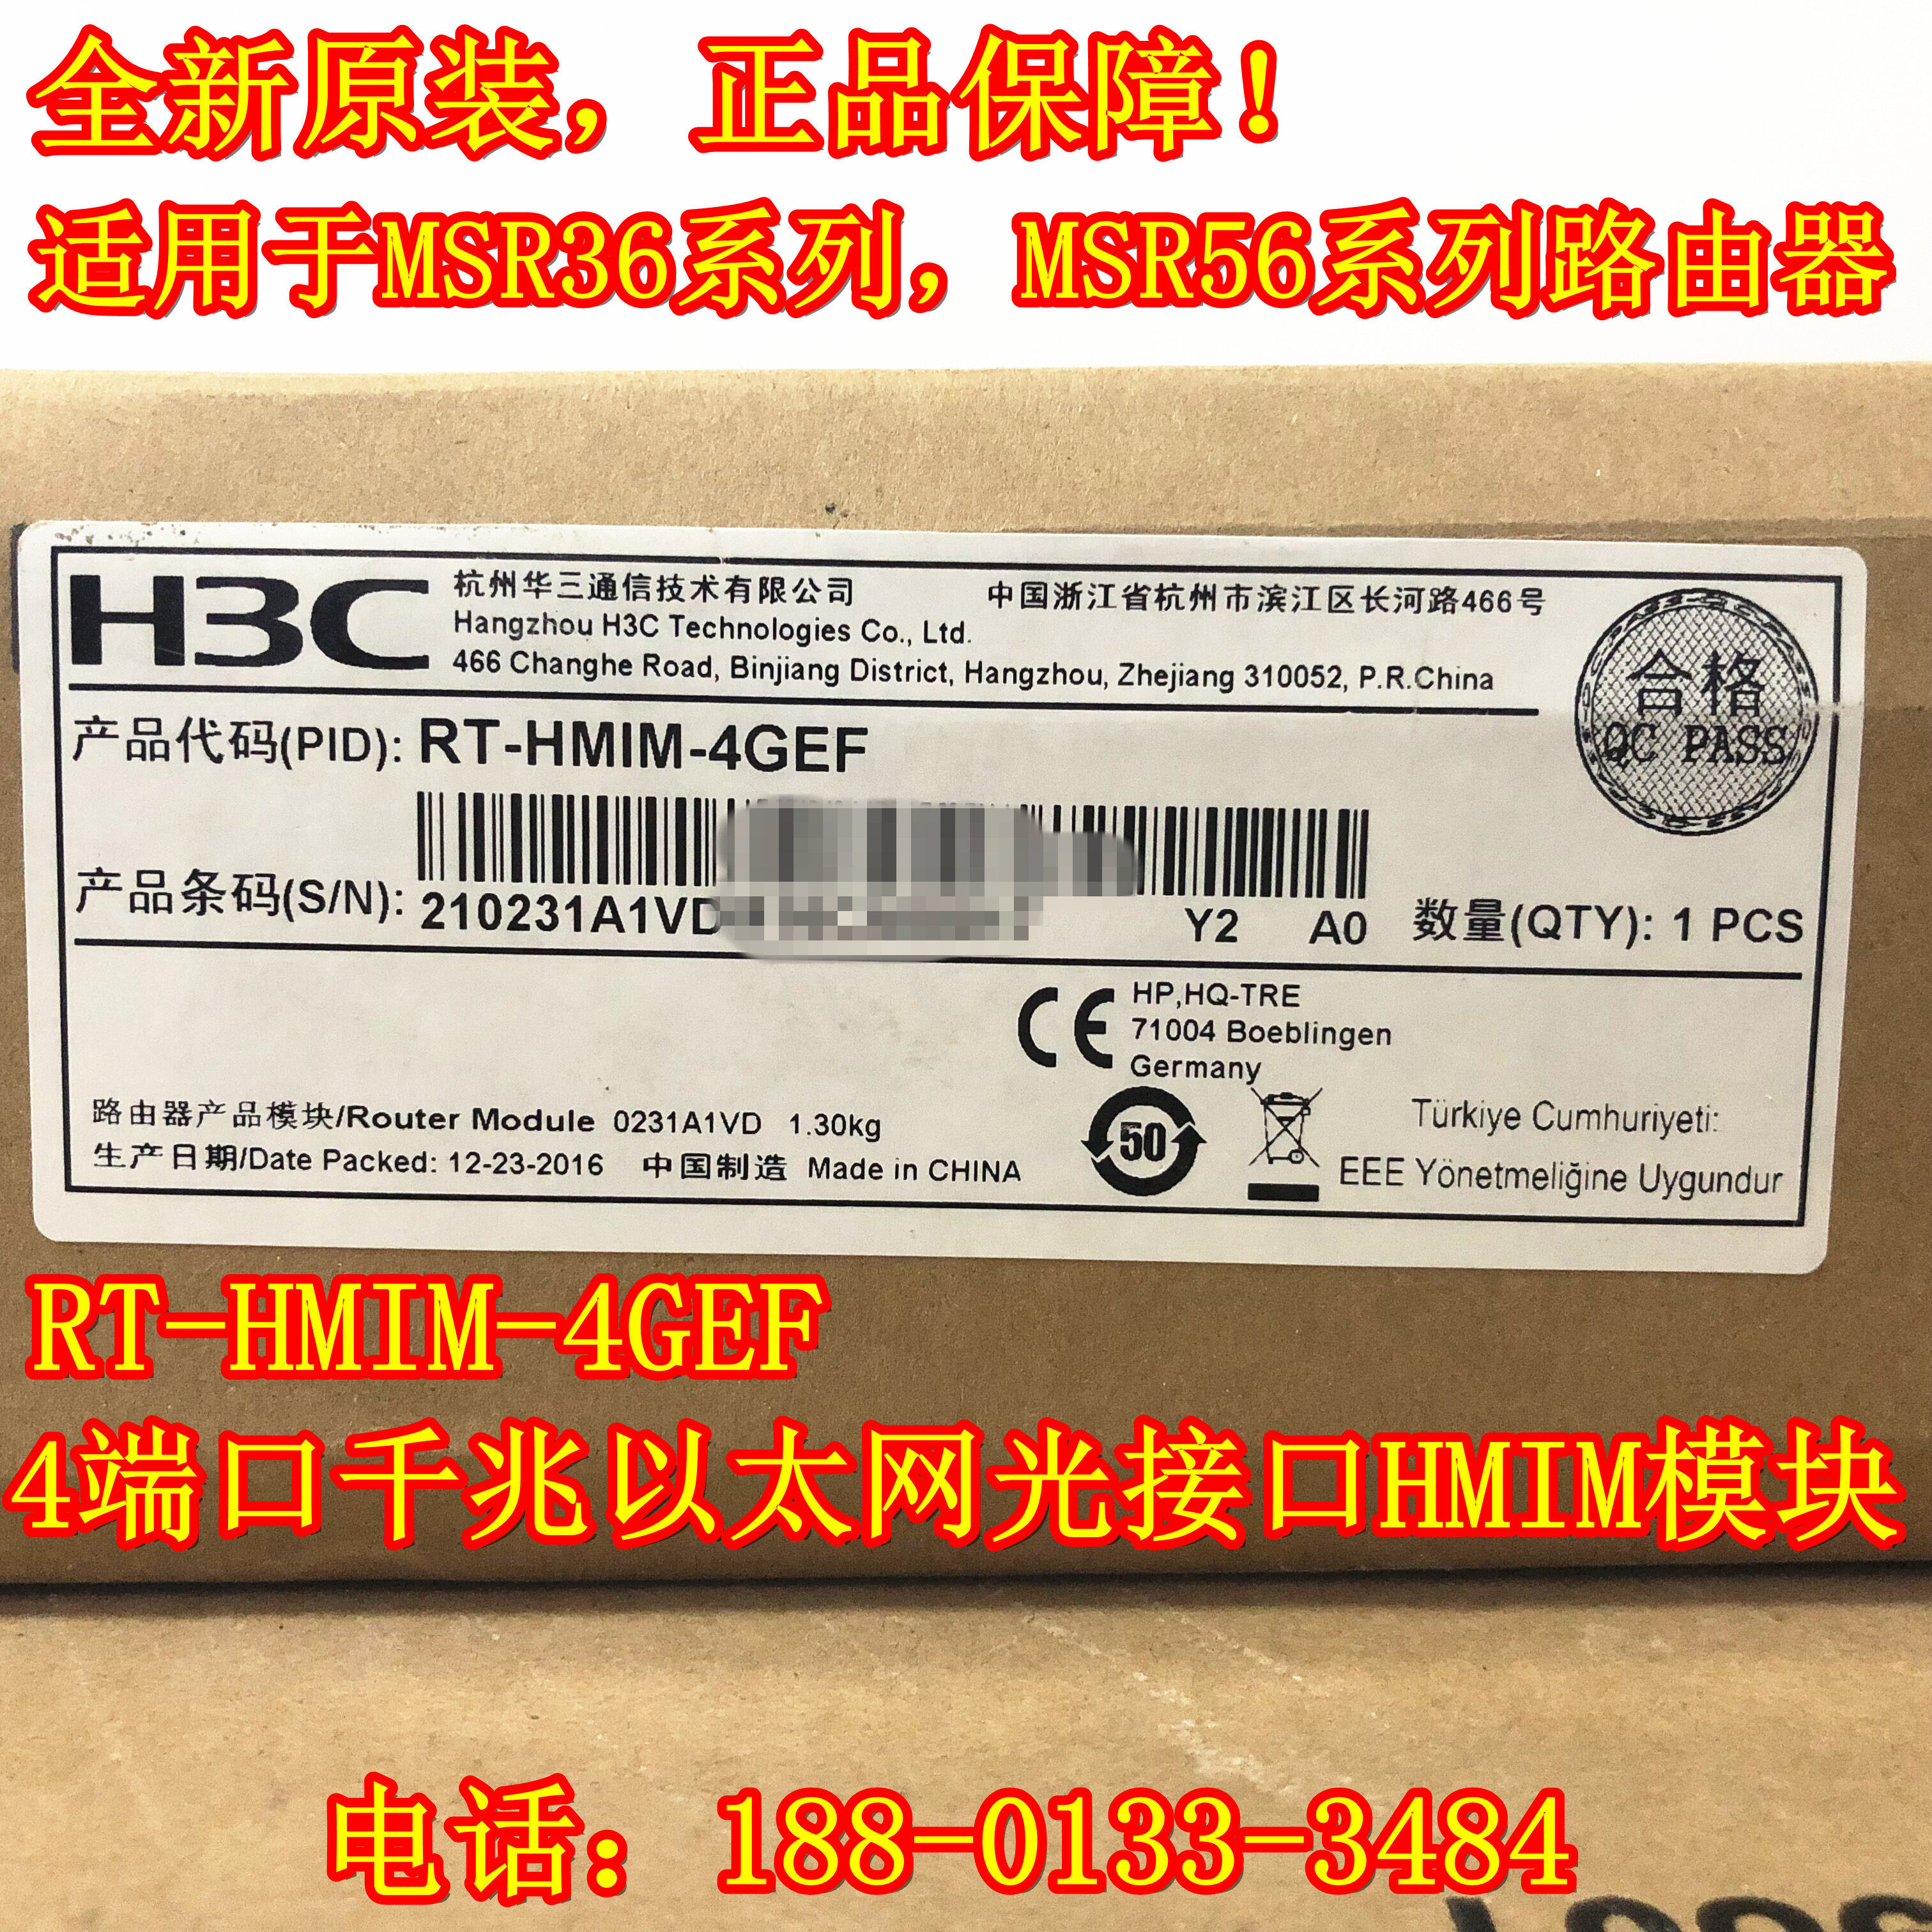 全新原装，正品保障！
适用于MSR36系列，MSR56系列路由器
H3C
杭州华三通信技术有限公司 中国浙江省杭州市滨江区长河路466号
Hangzhou H3C Technologies Co., Ltd.
466 Changhe Road, Binjiang District, Hangzhou, Zhejiang 310052, P.R.China
合格
QC PASS
产品代码(PID): RT-HMIM-4GEF
产品条码(S/N): 210231A1VD Y2 A0 数量(QTY): 1 PCS
CE HP,HQ-TRE
71004 Boeblingen
Germany
路由器产品模块/Router Module 0231A1VD 1.30kg
生产日期/Date Packed: 12-23-2016 中国制造 Made in CHINA
50
Türkiye Cumhuriyeti:
EEE Yönetmeliğine Uygundur
RT-HMIM-4GEF
4端口千兆以太网光接口HMIM模块
电话：188-0133-3484